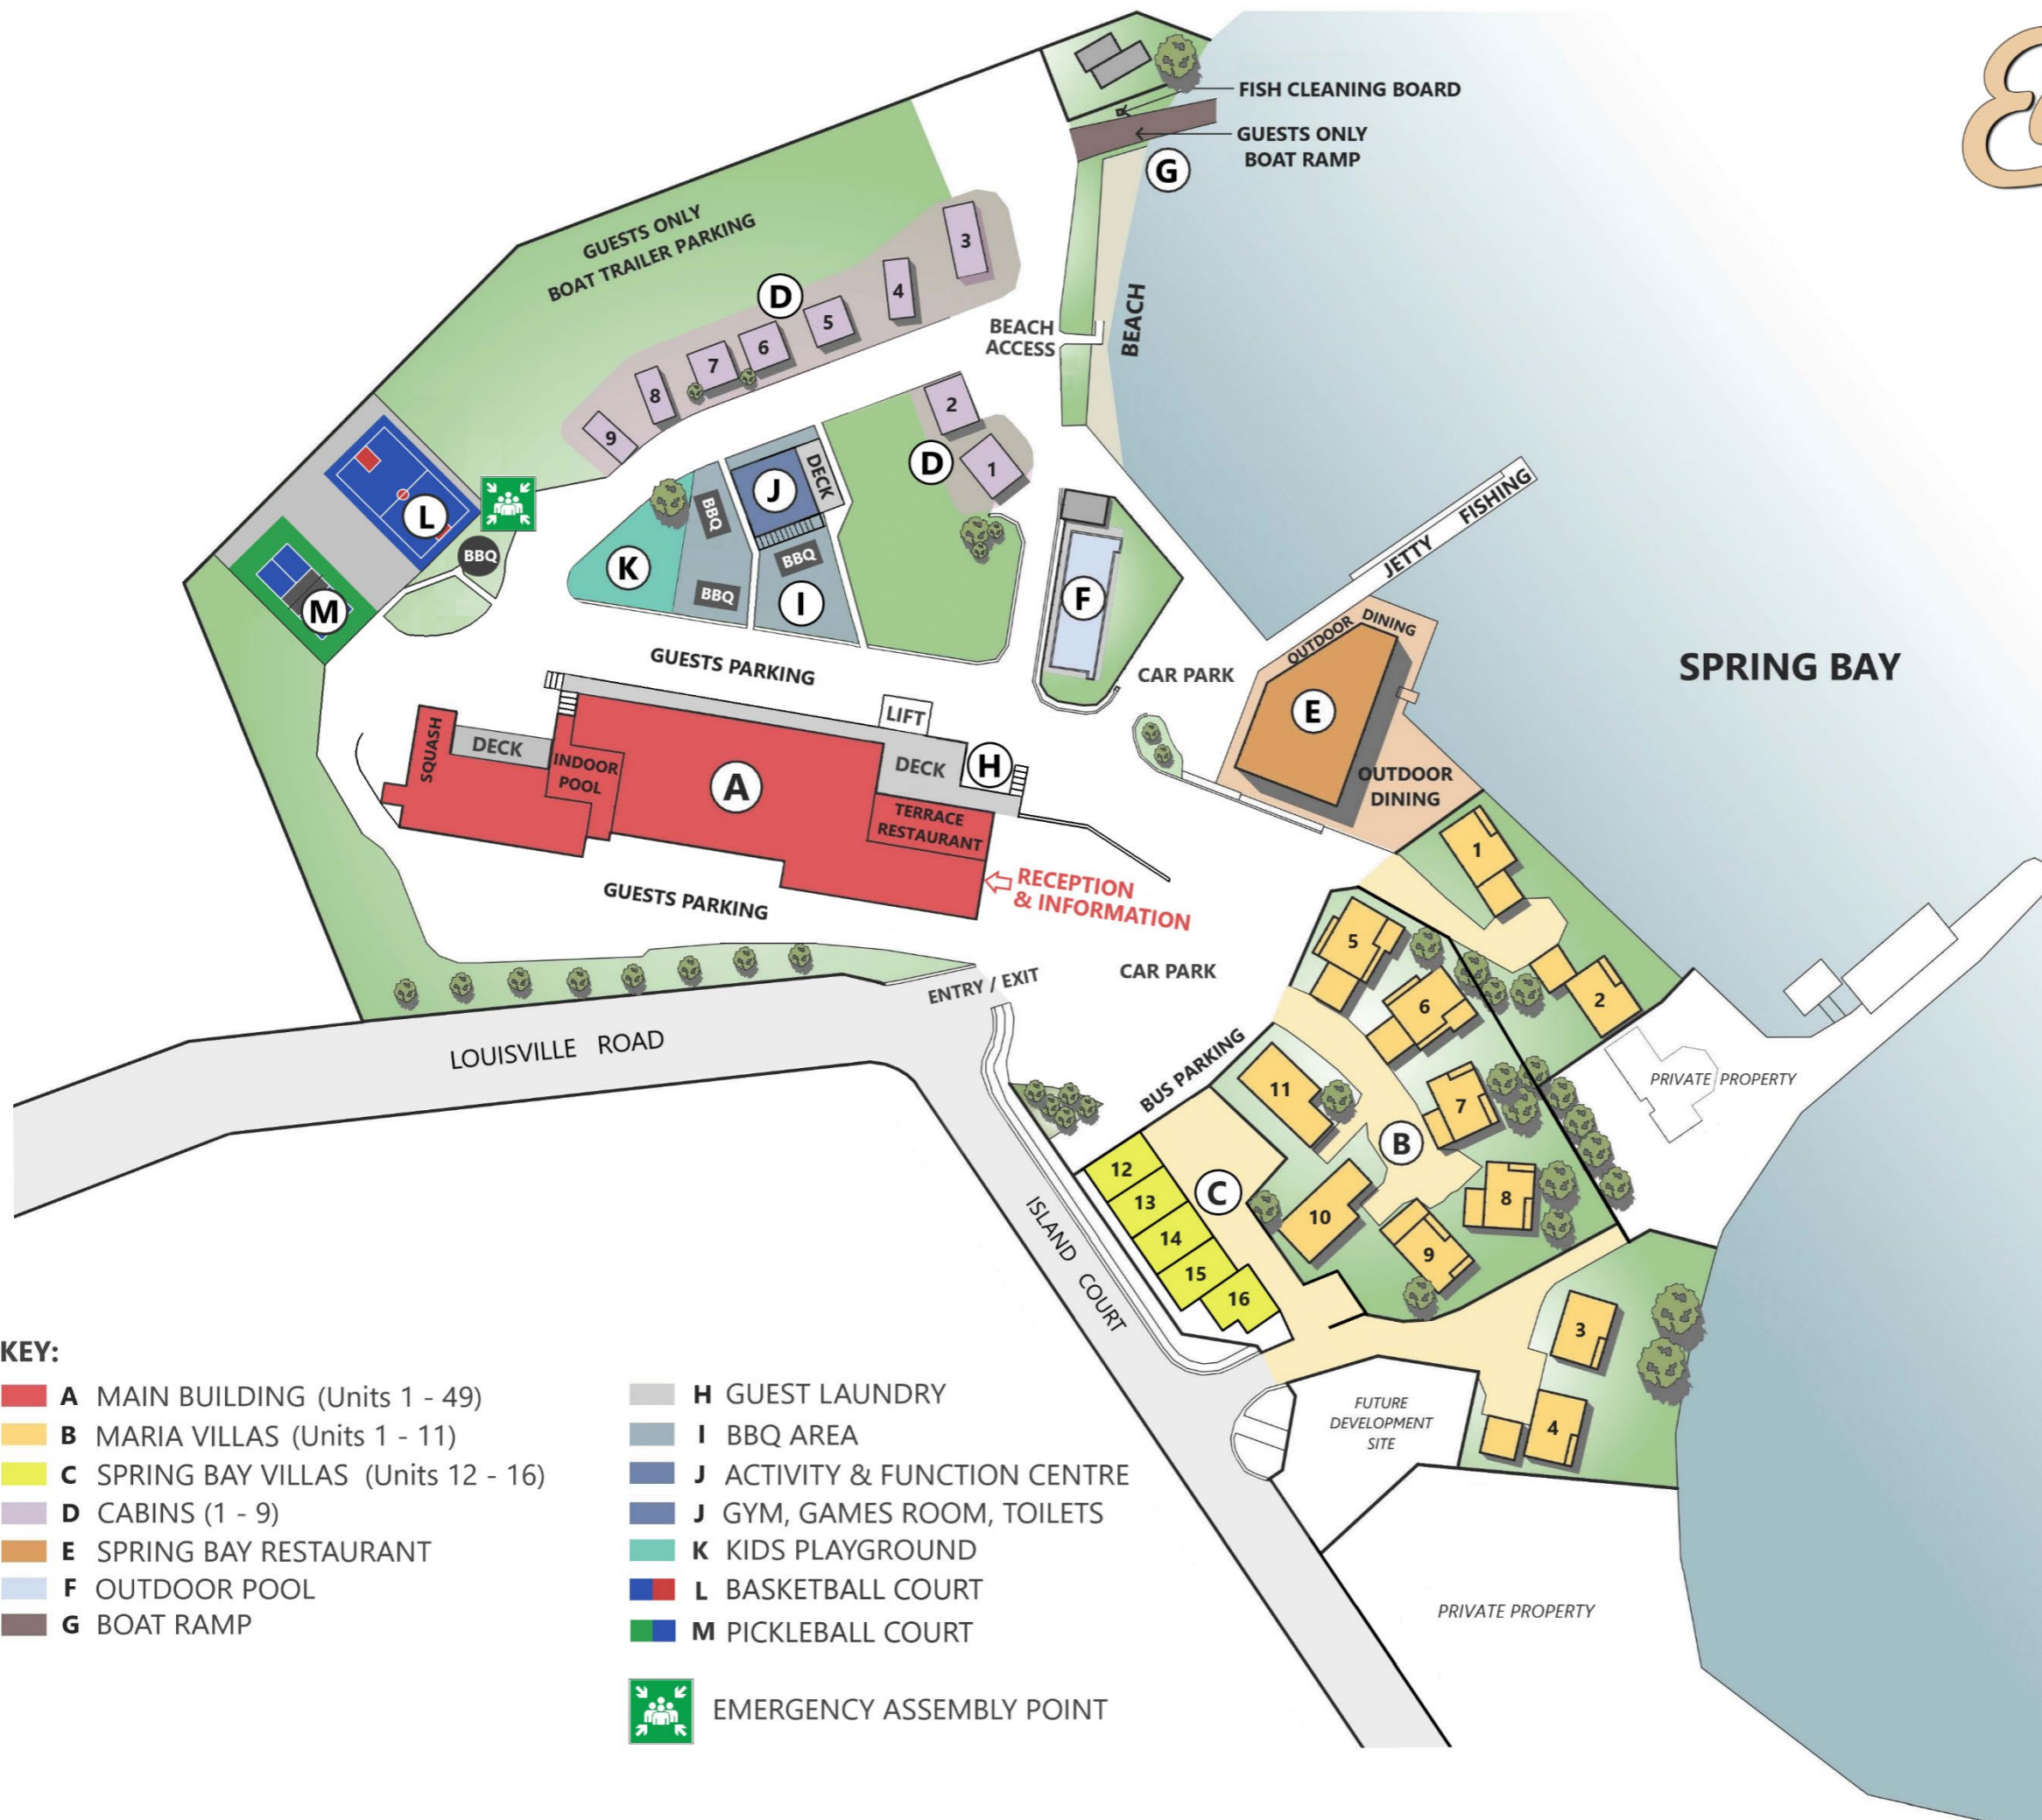 FISH CLEANING BOARD
GUESTS ONLY
BOAT RAMP
G
GUESTS ONLY
BOAT TRAILER PARKING
3
4
D
5
6
7
8
9
BEACH
ACCESS
BEACH
2
D
1
J
DECK
BBQ
BBQ
BBQ
I
K
L
BBQ
M
F
JETTY
FISHING
OUTDOOR DINING
E
OUTDOOR
DINING
SPRING BAY
CAR PARK
GUESTS PARKING
LIFT
SQUASH
DECK
INDOOR
POOL
A
DECK
H
TERRACE
RESTAURANT
RECEPTION
& INFORMATION
GUESTS PARKING
ENTRY / EXIT
CAR PARK
LOUISVILLE ROAD
BUS PARKING
ISLAND COURT
1
2
5
6
7
11
B
8
10
9
C
12
13
14
15
16
3
4
PRIVATE PROPERTY
FUTURE
DEVELOPMENT
SITE
PRIVATE PROPERTY
KEY:
A MAIN BUILDING (Units 1 - 49)
B MARIA VILLAS (Units 1 - 11)
C SPRING BAY VILLAS (Units 12 - 16)
D CABINS (1 - 9)
E SPRING BAY RESTAURANT
F OUTDOOR POOL
G BOAT RAMP
H GUEST LAUNDRY
I BBQ AREA
J ACTIVITY & FUNCTION CENTRE
J GYM, GAMES ROOM, TOILETS
K KIDS PLAYGROUND
L BASKETBALL COURT
M PICKLEBALL COURT
EMERGENCY ASSEMBLY POINT